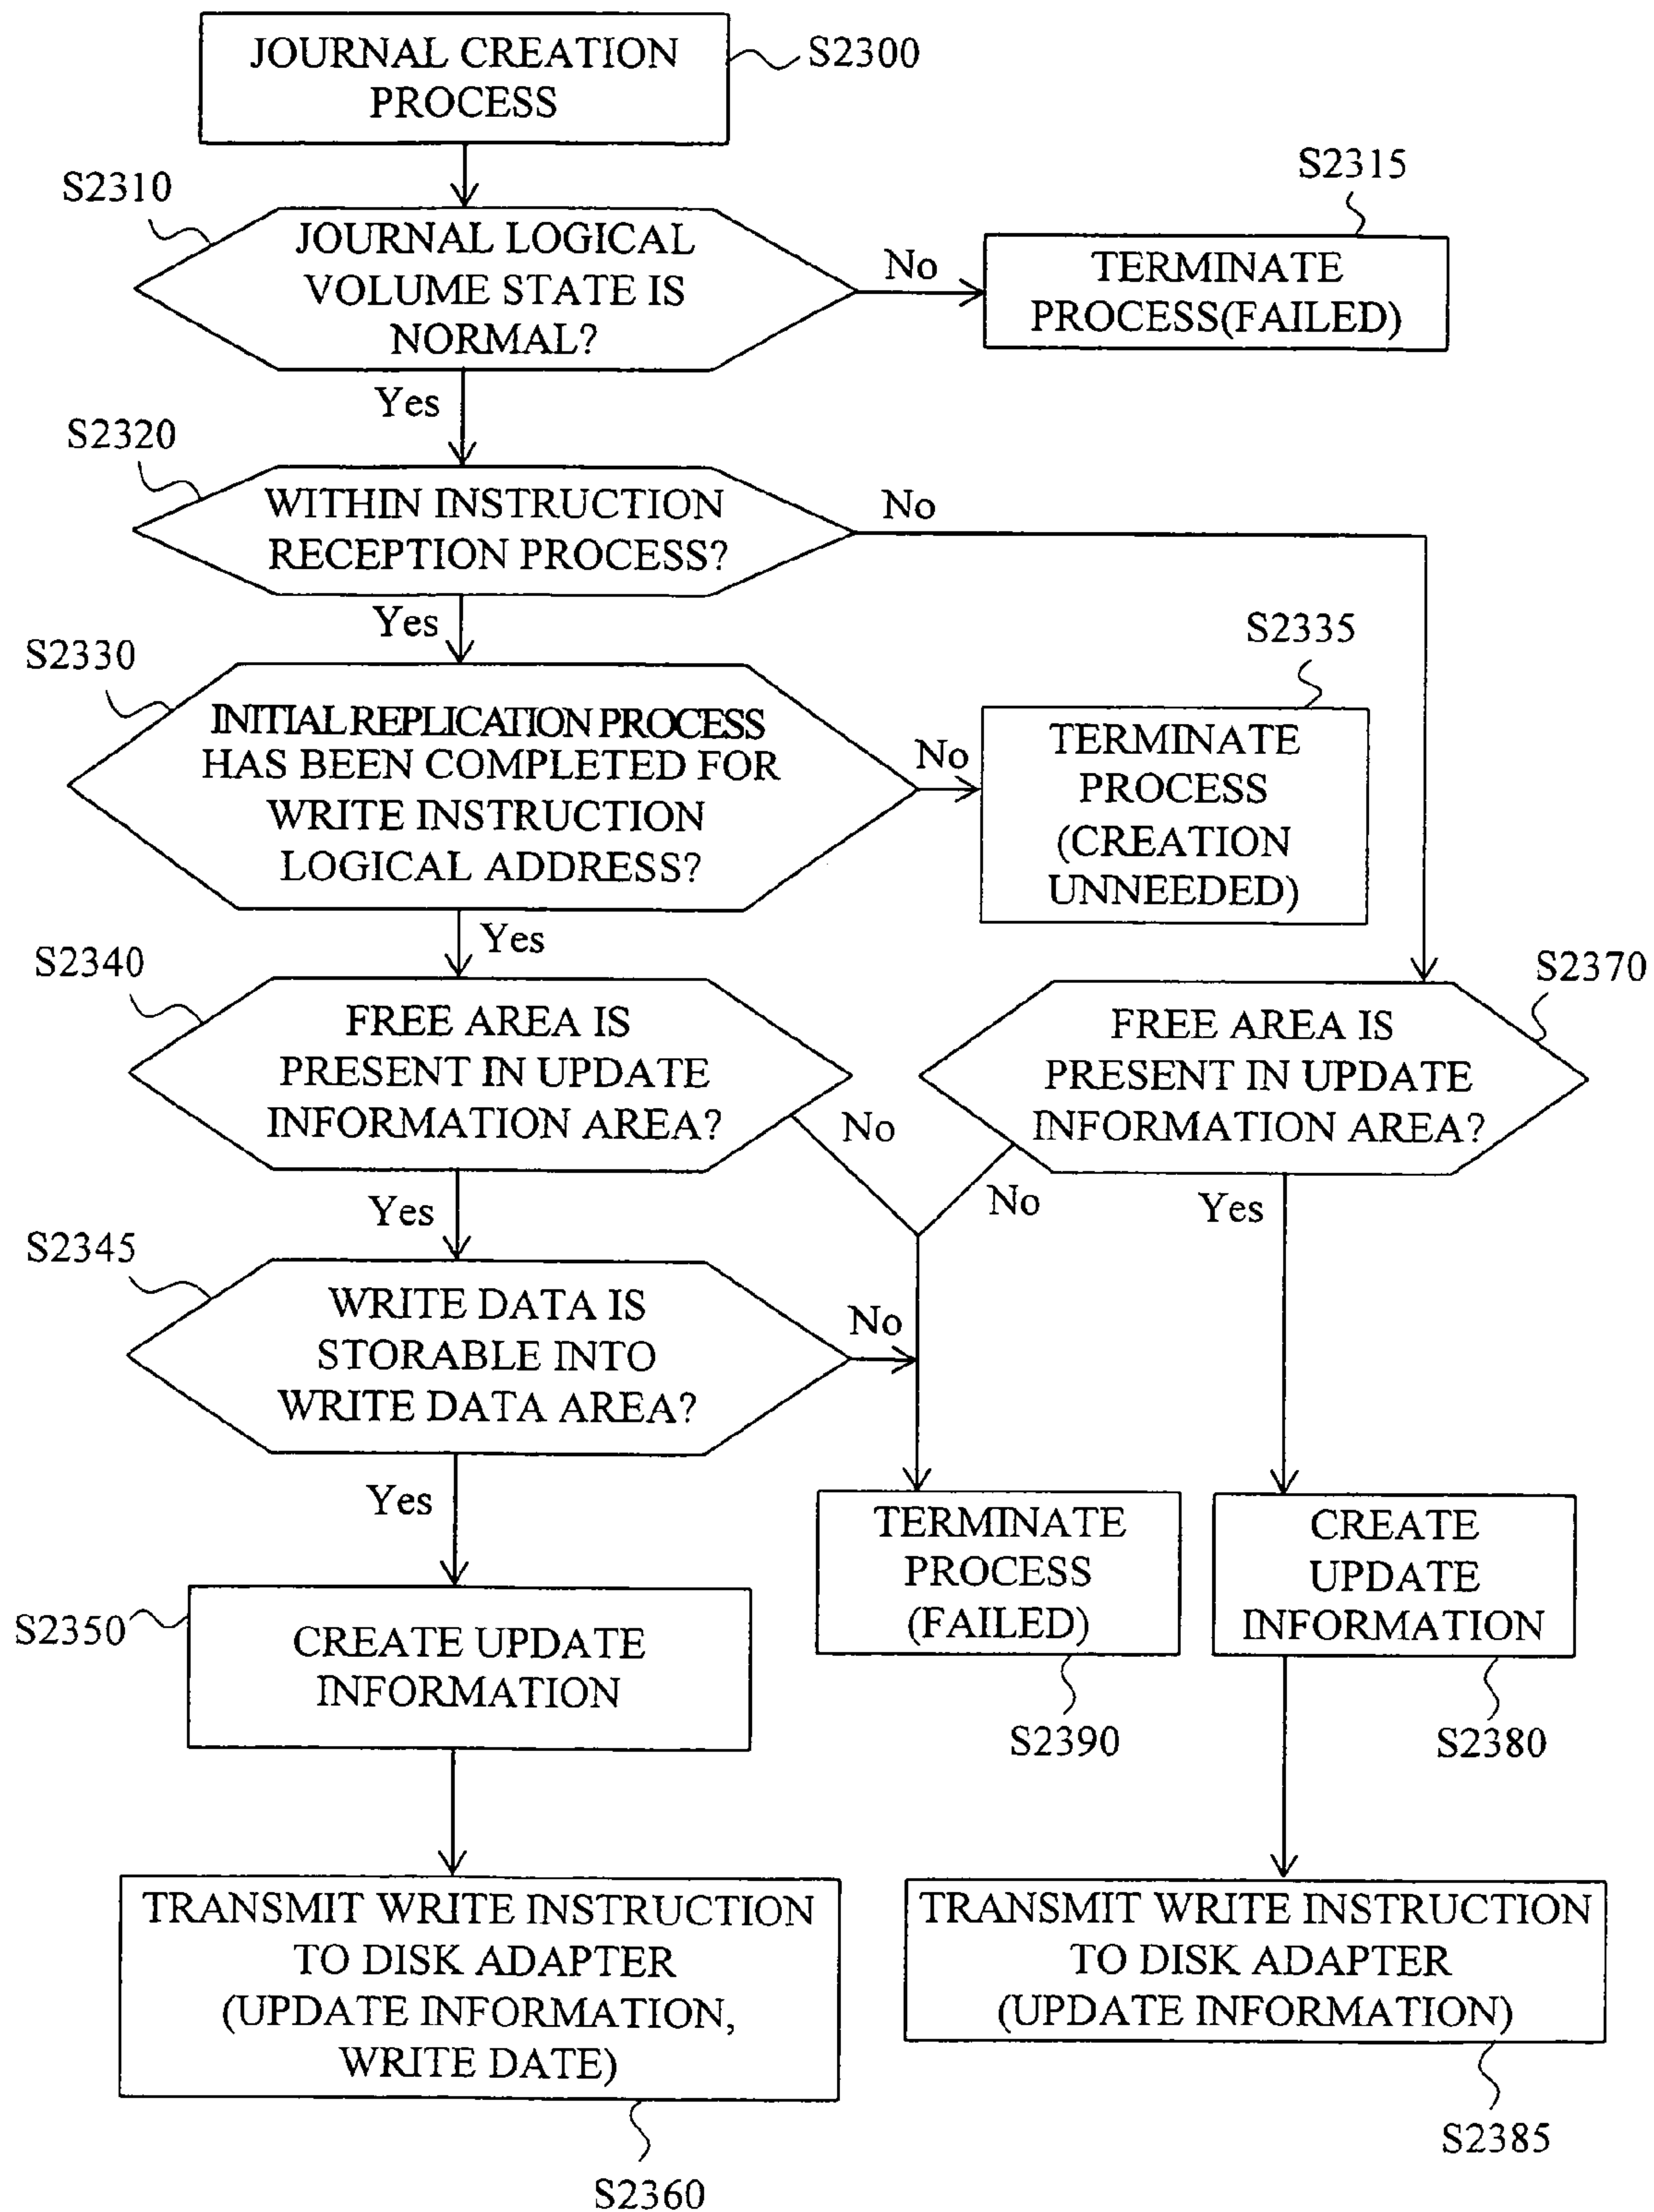 JOURNAL CREATION
PROCESS
S2300
S2310
JOURNAL LOGICAL
VOLUME STATE IS
NORMAL?
No
S2315
TERMINATE
PROCESS(FAILED)
Yes
S2320
WITHIN INSTRUCTION
RECEPTION PROCESS?
No
Yes
S2330
INITIAL REPLICATION PROCESS
HAS BEEN COMPLETED FOR
WRITE INSTRUCTION
LOGICAL ADDRESS?
No
S2335
TERMINATE
PROCESS
(CREATION
UNNEEDED)
Yes
S2340
FREE AREA IS
PRESENT IN UPDATE
INFORMATION AREA?
No
S2370
FREE AREA IS
PRESENT IN UPDATE
INFORMATION AREA?
No
Yes
Yes
S2345
WRITE DATA IS
STORABLE INTO
WRITE DATA AREA?
No
Yes
TERMINATE
PROCESS
(FAILED)
S2390
CREATE
UPDATE
INFORMATION
S2380
S2350
CREATE UPDATE
INFORMATION
TRANSMIT WRITE INSTRUCTION
TO DISK ADAPTER
(UPDATE INFORMATION,
WRITE DATE)
S2360
TRANSMIT WRITE INSTRUCTION
TO DISK ADAPTER
(UPDATE INFORMATION)
S2385